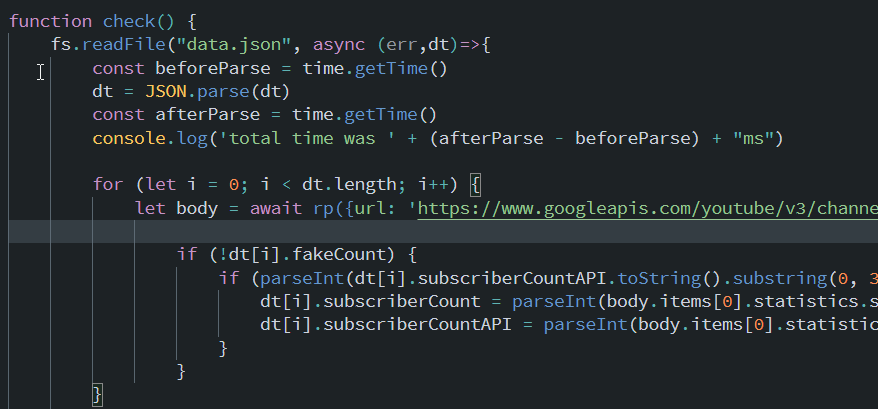 function check() {
fs.readFile("data.json", async (err,dt)=>{
const beforeParse = time.getTime()
dt = JSON.parse(dt)
const afterParse = time.getTime()
console.log('total time was ' + (afterParse - beforeParse) + "ms")
for (let i = 0; i < dt.length; i++) {
let body = await rp({url: 'https://www.googleapis.com/youtube/v3/channe
if (!dt[i].fakeCount) {
if (parseInt(dt[i].subscriberCountAPI.toString().substring(0, 3
dt[i].subscriberCount = parseInt(body.items[0].statistics.s
dt[i].subscriberCountAPI = parseInt(body.items[0].statistic
}
}
}